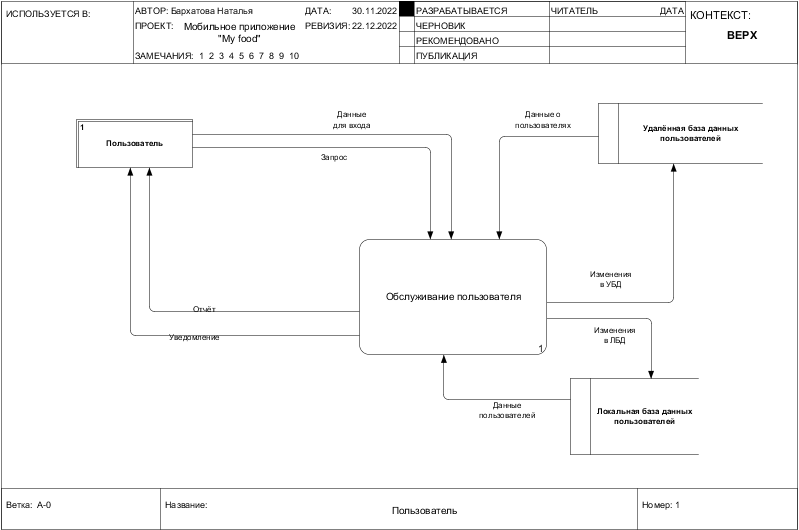 ИСПОЛЬЗУЕТСЯ В:
АВТОР: Бархатова Наталья
ДАТА: 30.11.2022
ПРОЕКТ: Мобильное приложение
"My food"
РЕВИЗИЯ: 22.12.2022
ЗАМЕЧАНИЯ: 1 2 3 4 5 6 7 8 9 10
РАЗРАБАТЫВАЕТСЯ
ЧЕРНОВИК
РЕКОМЕНДОВАНО
ПУБЛИКАЦИЯ
ЧИТАТЕЛЬ
ДАТА
КОНТЕКСТ:
ВЕРХ
1
Пользователь
Данные
для входа
Запрос
Данные о
пользователях
Удалённая база данных
пользователей
Обслуживание пользователя
1
Изменения
в УБД
Изменения
в ЛБД
Отчёт
Уведомление
Данные
пользователей
Локальная база данных
пользователей
Ветка: А-0
Название:
Пользователь
Номер: 1